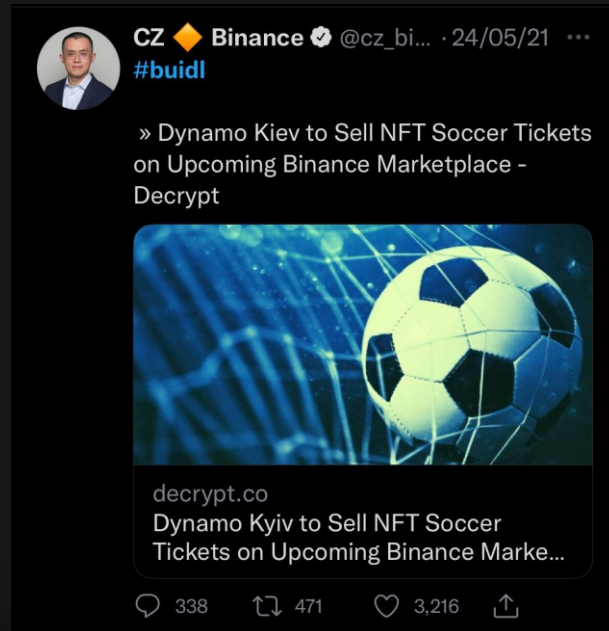 CZ 🔶 Binance @cz_bi... · 24/05/21 ...
#buidl
» Dynamo Kiev to Sell NFT Soccer Tickets
on Upcoming Binance Marketplace -
Decrypt
decrypt.co
Dynamo Kyiv to Sell NFT Soccer
Tickets on Upcoming Binance Marke...
338 471 3,216